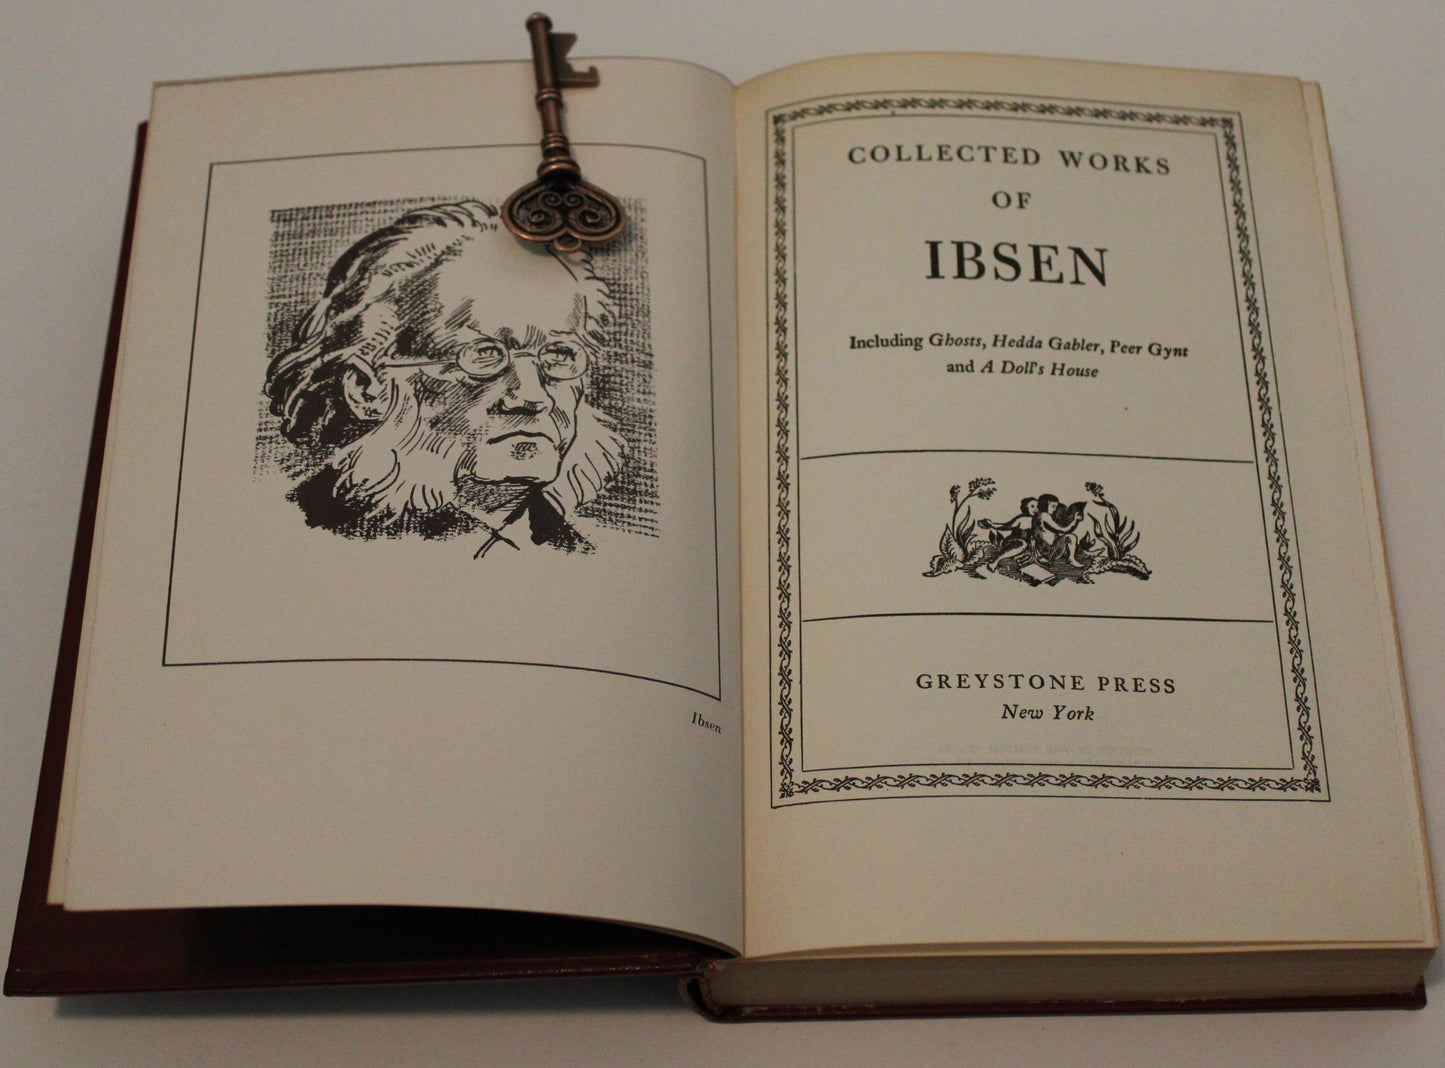 Ibsen
COLLECTED WORKS
OF
IBSEN
Including Ghosts, Hedda Gabler, Peer Gynt
and A Doll's House
GREYSTONE PRESS
New York